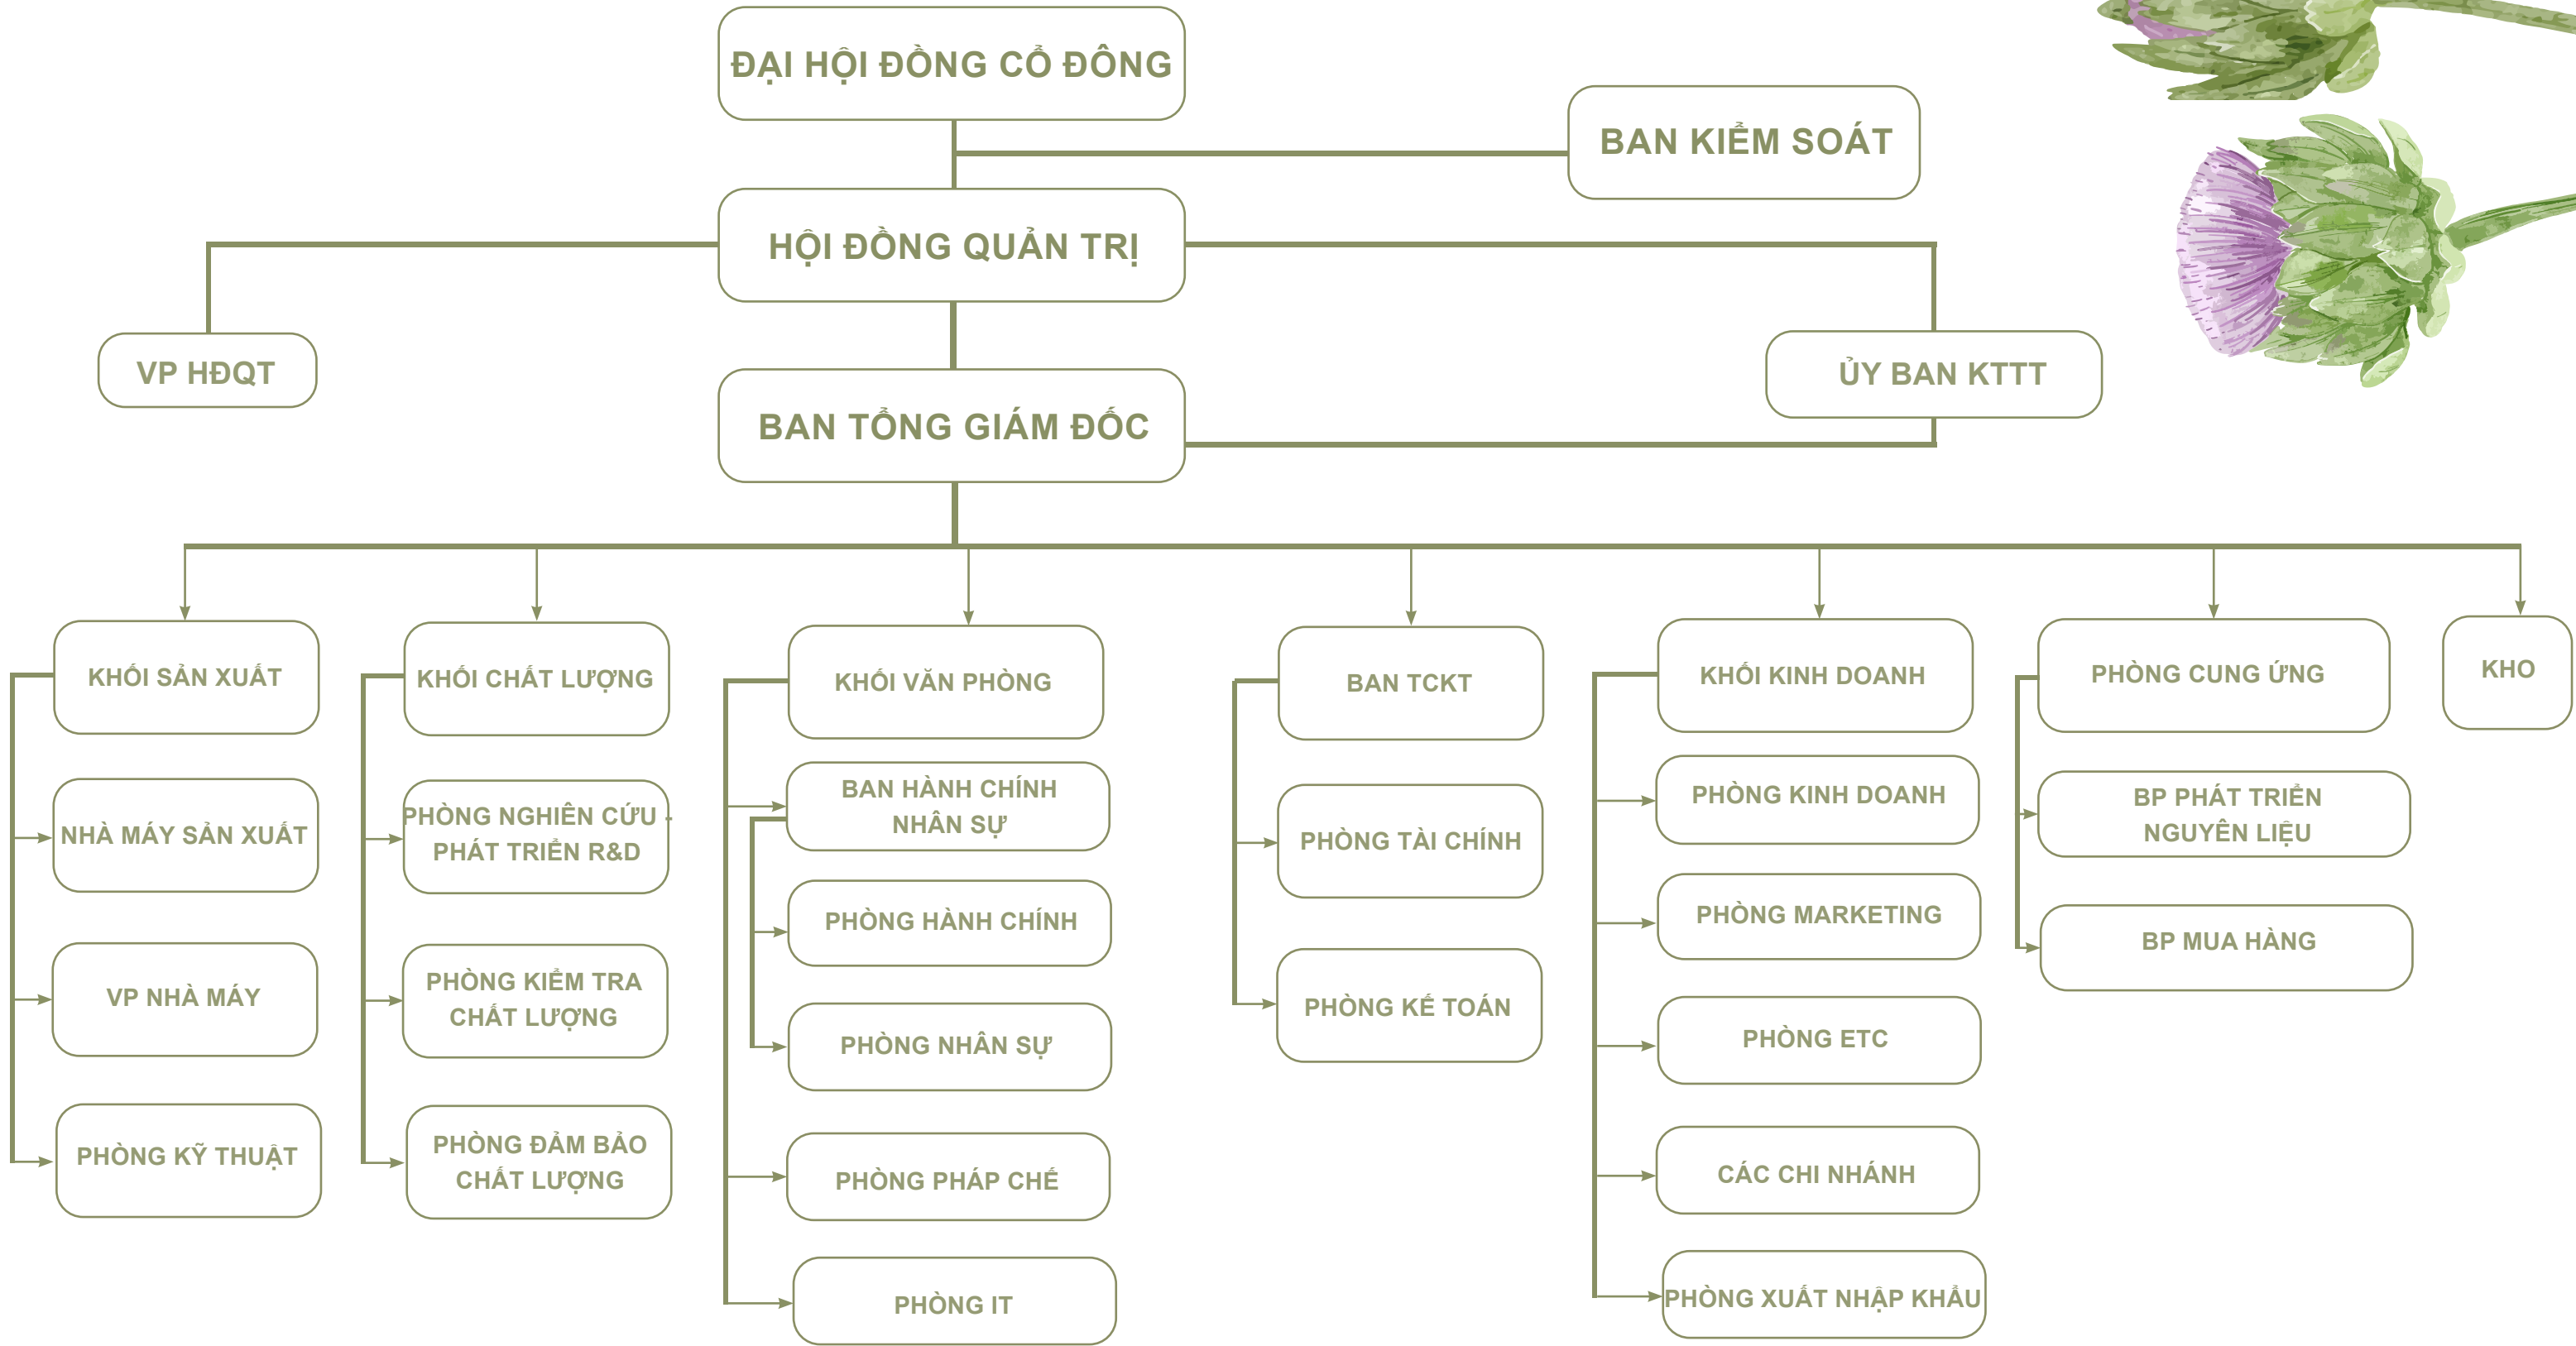 ĐẠI HỘI ĐỒNG CỔ ĐÔNG
BAN KIỂM SOÁT
HỘI ĐỒNG QUẢN TRỊ
VP HĐQT
ỦY BAN KTTT
BAN TỔNG GIÁM ĐỐC
KHỐI SẢN XUẤT
NHÀ MÁY SẢN XUẤT
VP NHÀ MÁY
PHÒNG KỸ THUẬT
KHỐI CHẤT LƯỢNG
PHÒNG NGHIÊN CỨU -
PHÁT TRIỂN R&D
PHÒNG KIỂM TRA
CHẤT LƯỢNG
PHÒNG ĐẢM BẢO
CHẤT LƯỢNG
KHỐI VĂN PHÒNG
BAN HÀNH CHÍNH
NHÂN SỰ
PHÒNG HÀNH CHÍNH
PHÒNG NHÂN SỰ
PHÒNG PHÁP CHẾ
PHÒNG IT
BAN TCKT
PHÒNG TÀI CHÍNH
PHÒNG KẾ TOÁN
KHỐI KINH DOANH
PHÒNG KINH DOANH
PHÒNG MARKETING
PHÒNG ETC
CÁC CHI NHÁNH
PHÒNG XUẤT NHẬP KHẨU
PHÒNG CUNG ỨNG
BP PHÁT TRIỂN
NGUYÊN LIỆU
BP MUA HÀNG
KHO